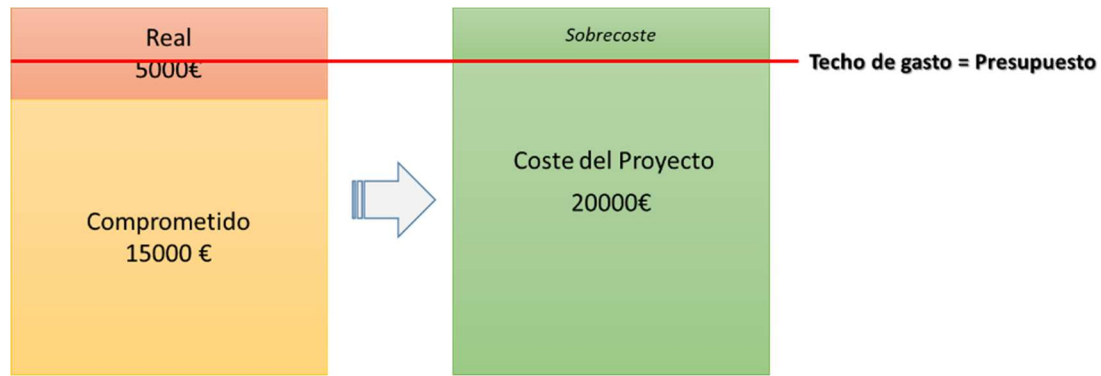 Real
5000€
Comprometido
15000 €
Sobrecoste
Coste del Proyecto
20000€
Techo de gasto = Presupuesto